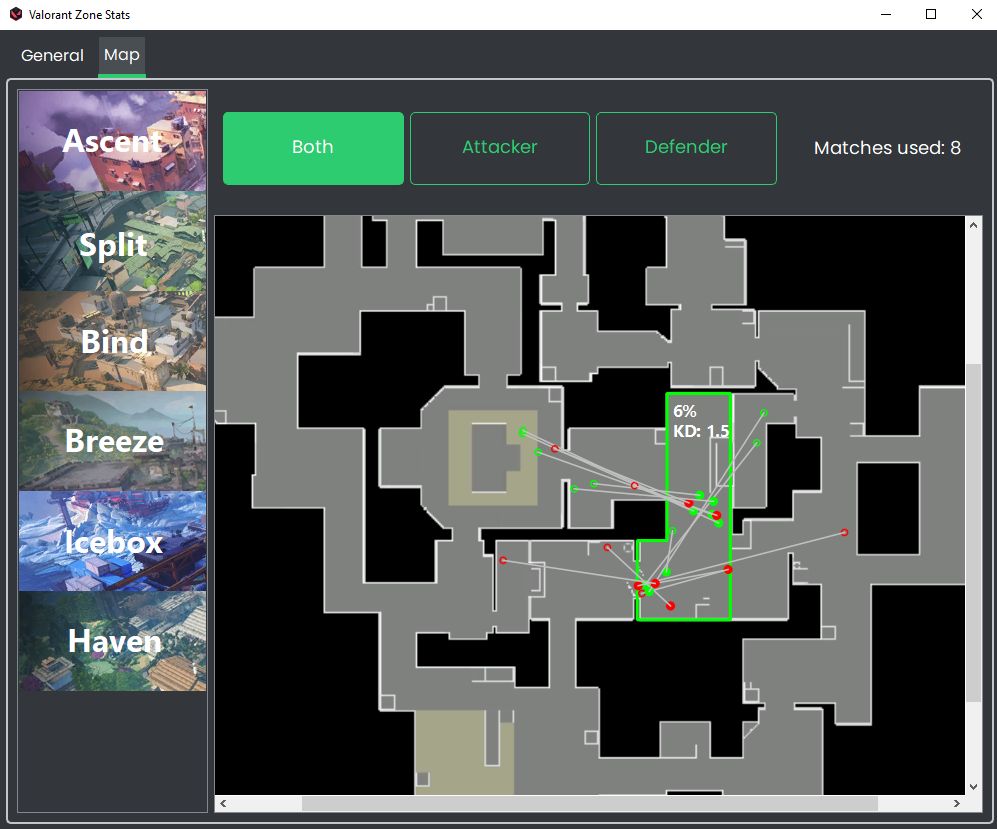 Valorant Zone Stats
General
Map
Ascent
Split
Bind
Breeze
Icebox
Haven
Both
Attacker
Defender
Matches used: 8
6%
KD: 1.5